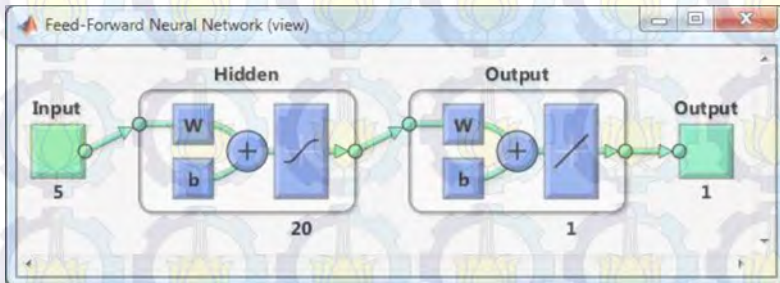 Feed-Forward Neural Network (view)
Hidden
Output
Input
Output
W
b
+
W
b
+
5
20
1
1